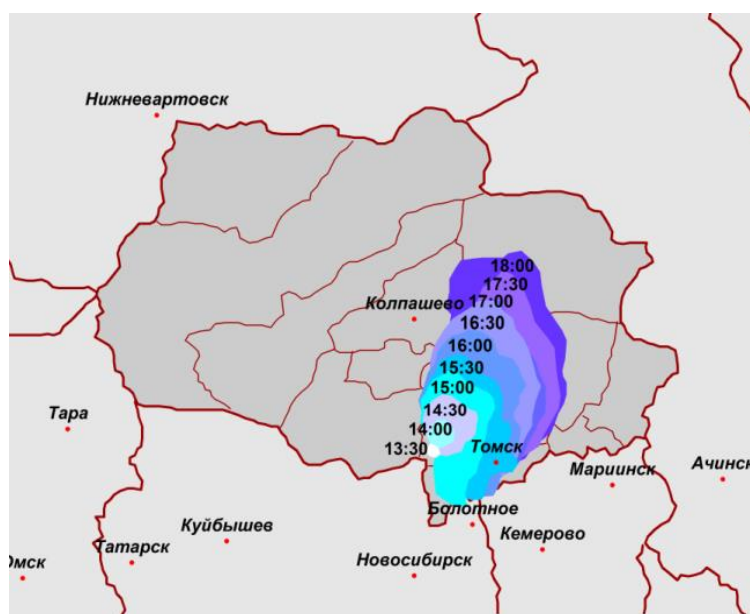 Нижневартовск
18:00
17:30
17:00
Колпашево
16:30
16:00
15:30
15:00
14:30
Тара
14:00
13:30
Томск
Мариинск
Ачинск
Болотное
Куйбышев
Кемерово
Татарск
Новосибирск
Омск